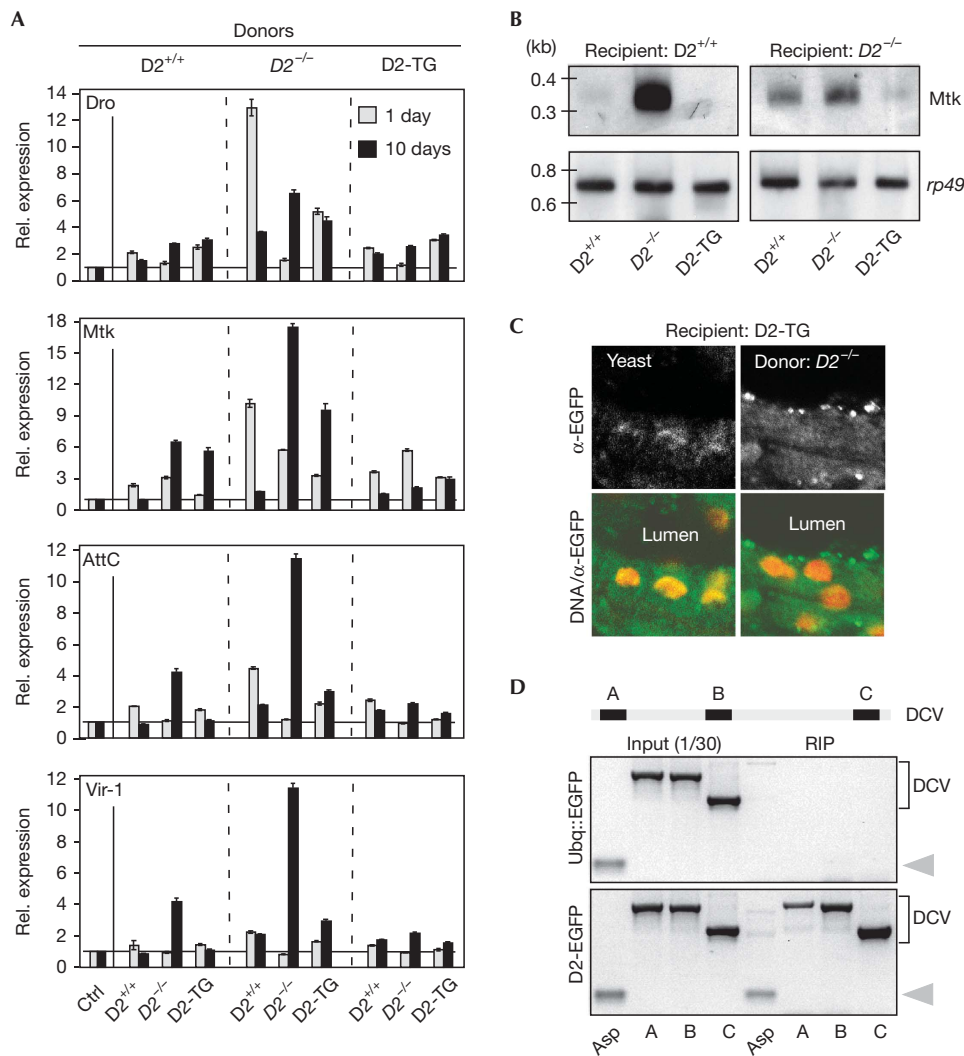 A
Donors
D2+/+ D2−/− D2-TG
Dro
1 day
10 days
Rel. expression
14
12
10
8
6
4
2
0
Mtk
Rel. expression
18
15
12
9
6
3
0
AttC
Rel. expression
12
10
8
6
4
2
0
Vir-1
Rel. expression
12
10
8
6
4
2
0
Ctrl D2+/+ D2−/− D2-TG D2+/+ D2−/− D2-TG D2+/+ D2−/− D2-TG
B
(kb) Recipient: D2+/+ Recipient: D2−/−
0.4
0.3
Mtk
0.8
0.6
rp49
D2+/+ D2−/− D2-TG D2+/+ D2−/− D2-TG
C
Recipient: D2-TG
Yeast Donor: D2−/−
α-EGFP
Lumen Lumen
DNA/α-EGFP
D
A B C
DCV
Input (1/30) RIP
Ubq::EGFP
DCV
D2-EGFP
DCV
Asp A B C Asp A B C